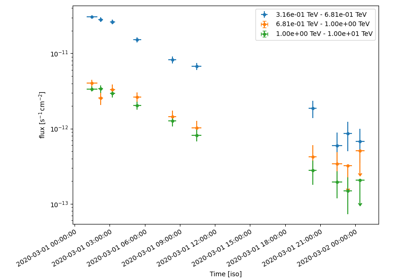 3.16e-01 TeV - 6.81e-01 TeV
6.81e-01 TeV - 1.00e+00 TeV
1.00e+00 TeV - 1.00e+01 TeV
flux [s⁻¹ cm⁻²]
10⁻¹¹
10⁻¹²
10⁻¹³
2020-03-01 00:00:00
2020-03-01 03:00:00
2020-03-01 06:00:00
2020-03-01 09:00:00
2020-03-01 12:00:00
2020-03-01 15:00:00
2020-03-01 18:00:00
2020-03-01 21:00:00
2020-03-02 00:00:00
Time [iso]